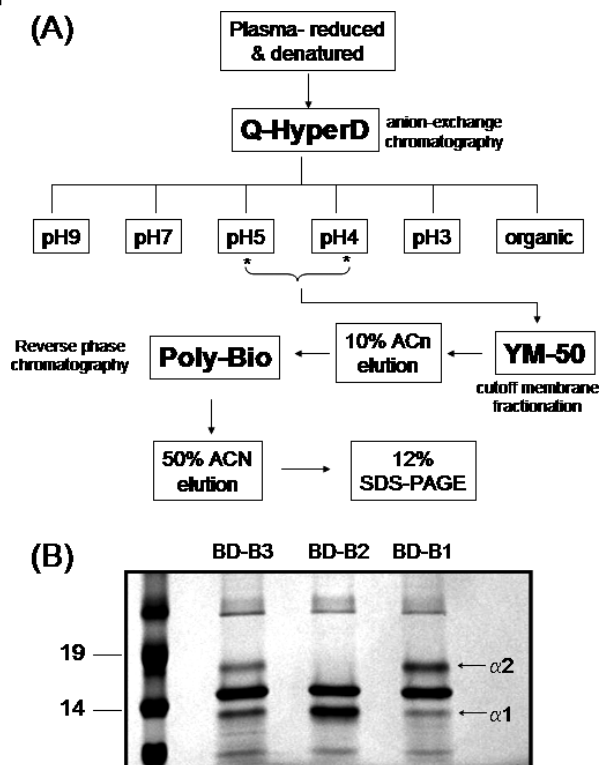 (A)
Plasma- reduced
& denatured
Q-HyperD
anion-exchange
chromatography
pH9 pH7 pH5 pH4 pH3 organic
* *
Reverse phase
chromatography
Poly-Bio
10% ACn
elution
YM-50
cutoff membrane
fractionation
50% ACN
elution
12%
SDS-PAGE
(B)
BD-B3 BD-B2 BD-B1
19
α2
14
α1